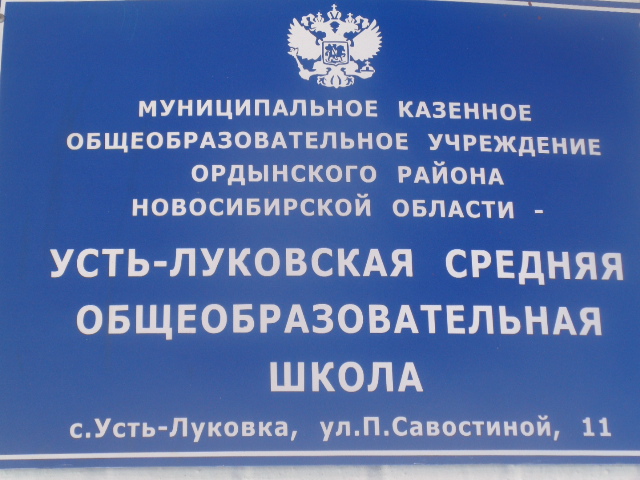 МУНИЦИПАЛЬНОЕ КАЗЕННОЕ
ОБЩЕОБРАЗОВАТЕЛЬНОЕ УЧРЕЖДЕНИЕ
ОРДЫНСКОГО РАЙОНА
НОВОСИБИРСКОЙ ОБЛАСТИ -
УСТЬ-ЛУКОВСКАЯ СРЕДНЯЯ
ОБЩЕОБРАЗОВАТЕЛЬНАЯ
ШКОЛА
с.Усть-Луковка, ул.П.Савостиной, 11